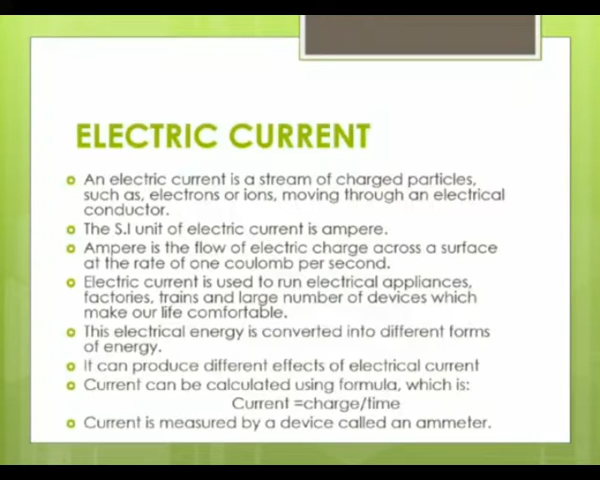 ELECTRIC CURRENT
An electric current is a stream of charged particles,
such as, electrons or ions, moving through an electrical
conductor.
The S.I unit of electric current is ampere.
Ampere is the flow of electric charge across a surface
at the rate of one coulomb per second.
Electric current is used to run electrical appliances,
factories, trains and large number of devices which
make our life comfortable.
This electrical energy is converted into different forms
of energy.
It can produce different effects of electrical current
Current can be calculated using formula, which is:
Current =charge/time
Current is measured by a device called an ammeter.